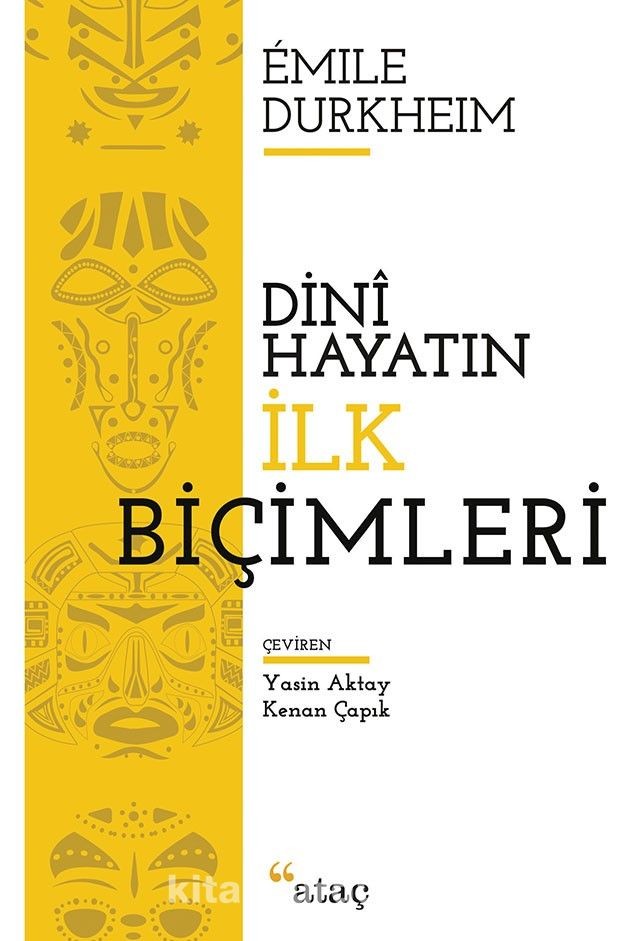 ÉMILE
DURKHEIM
DİNÎ
HAYATIN
İLK
BİÇİMLERİ
ÇEVİREN
Yasin Aktay
Kenan Çapık
“ataç